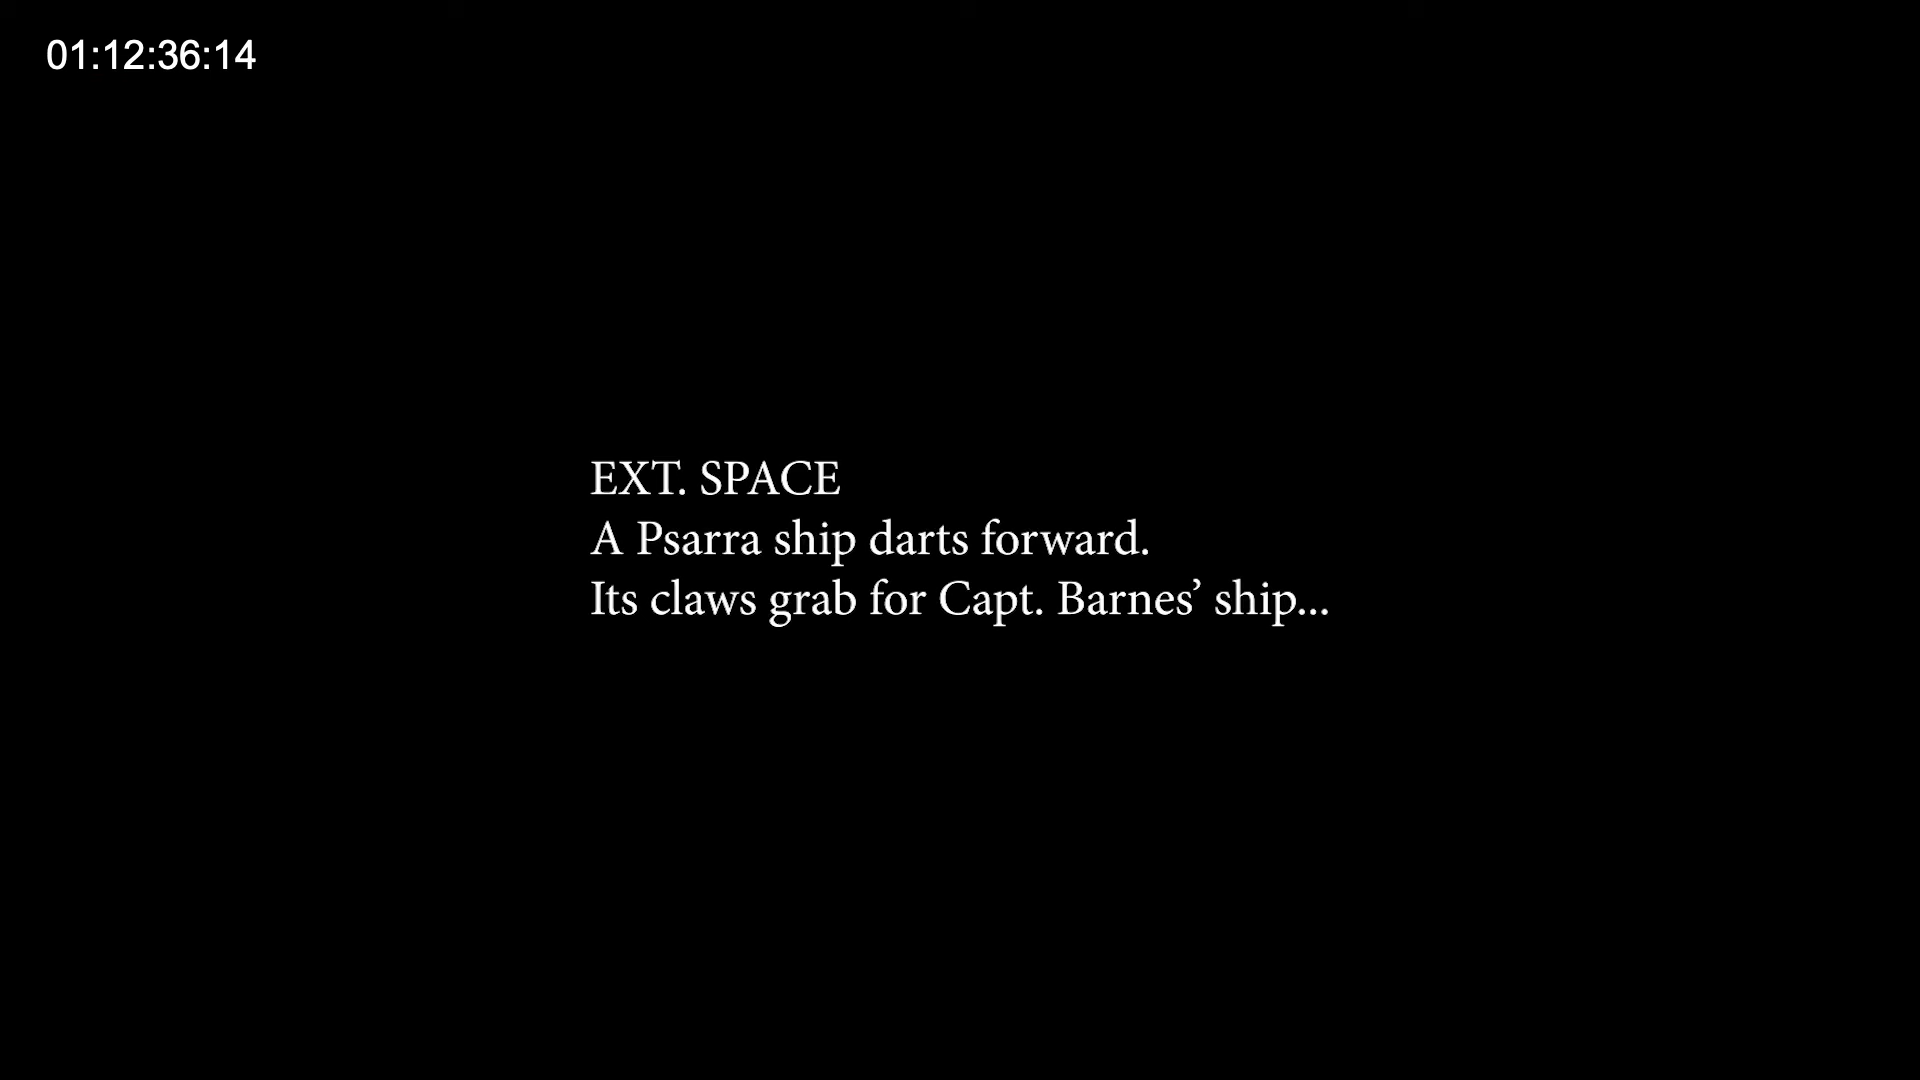 01:12:36:14
EXT. SPACE
A Psarra ship darts forward.
Its claws grab for Capt. Barnes’ ship...